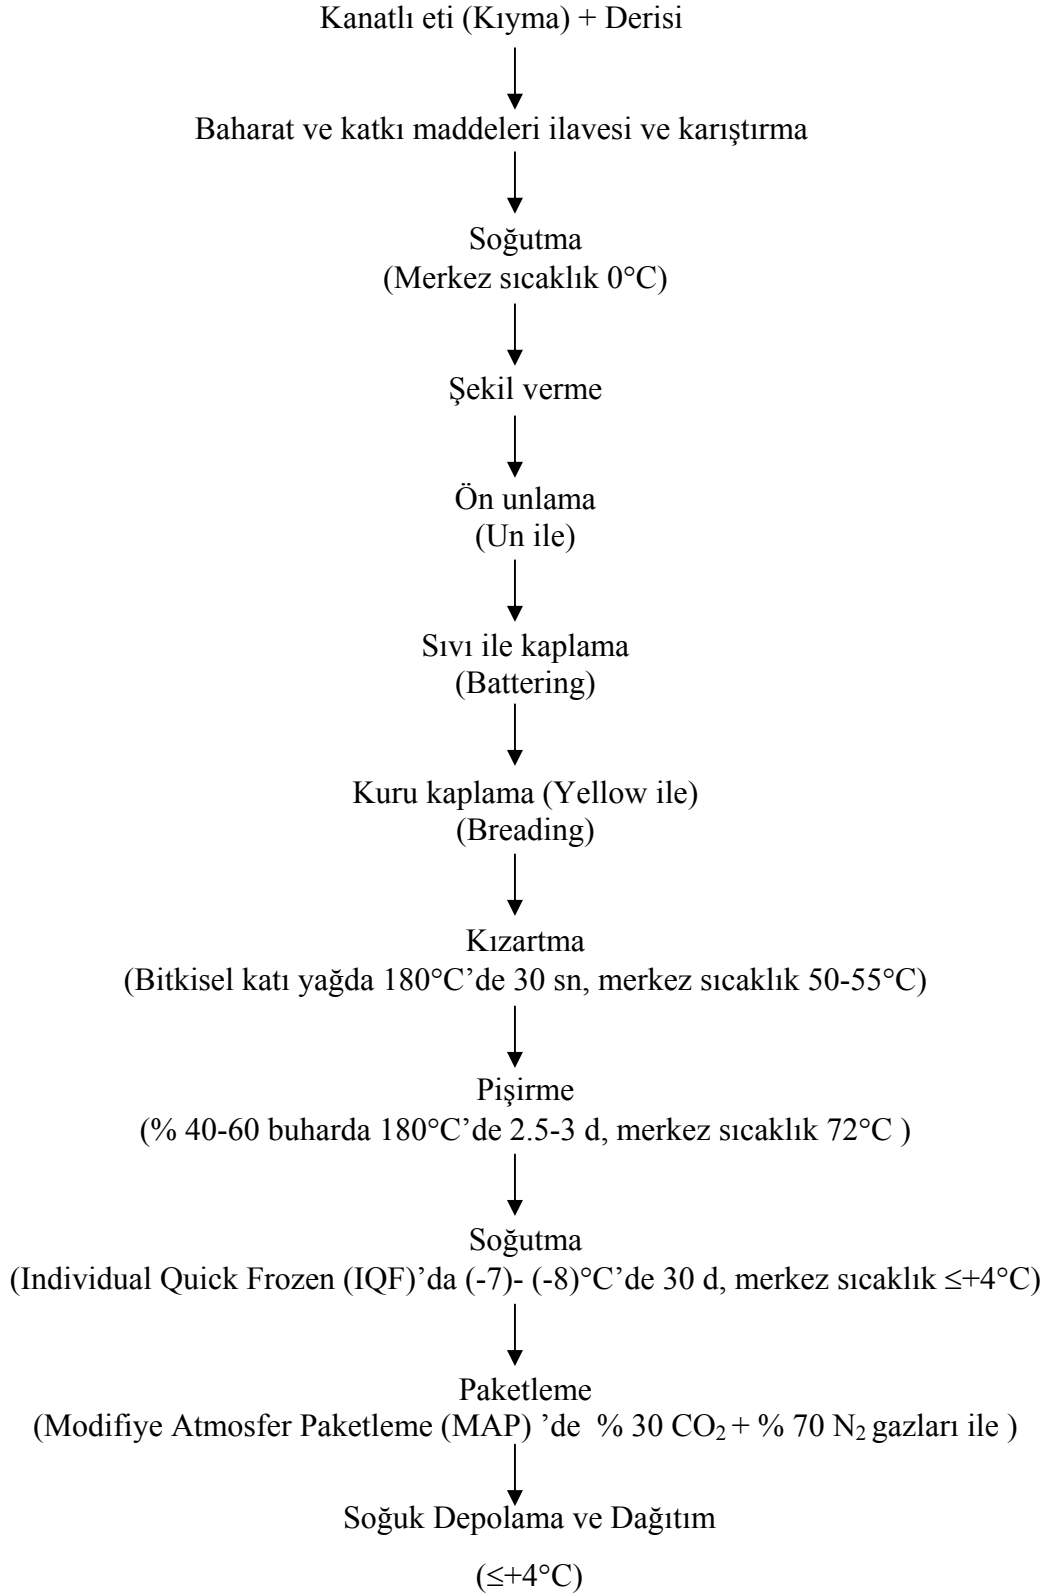 Kanatlı eti (Kıyma) + Derisi
Baharat ve katkı maddeleri ilavesi ve karıştırma
Soğutma
(Merkez sıcaklık 0°C)
Şekil verme
Ön unlama
(Un ile)
Sıvı ile kaplama
(Battering)
Kuru kaplama (Yellow ile)
(Breading)
Kızartma
(Bitkisel katı yağda 180°C’de 30 sn, merkez sıcaklık 50-55°C)
Pişirme
(% 40-60 buharda 180°C’de 2.5-3 d, merkez sıcaklık 72°C )
Soğutma
(Individual Quick Frozen (IQF)’da (-7)- (-8)°C’de 30 d, merkez sıcaklık ≤+4°C)
Paketleme
(Modifiye Atmosfer Paketleme (MAP) ’de % 30 CO₂ + % 70 N₂ gazları ile )
Soğuk Depolama ve Dağıtım
(≤+4°C)